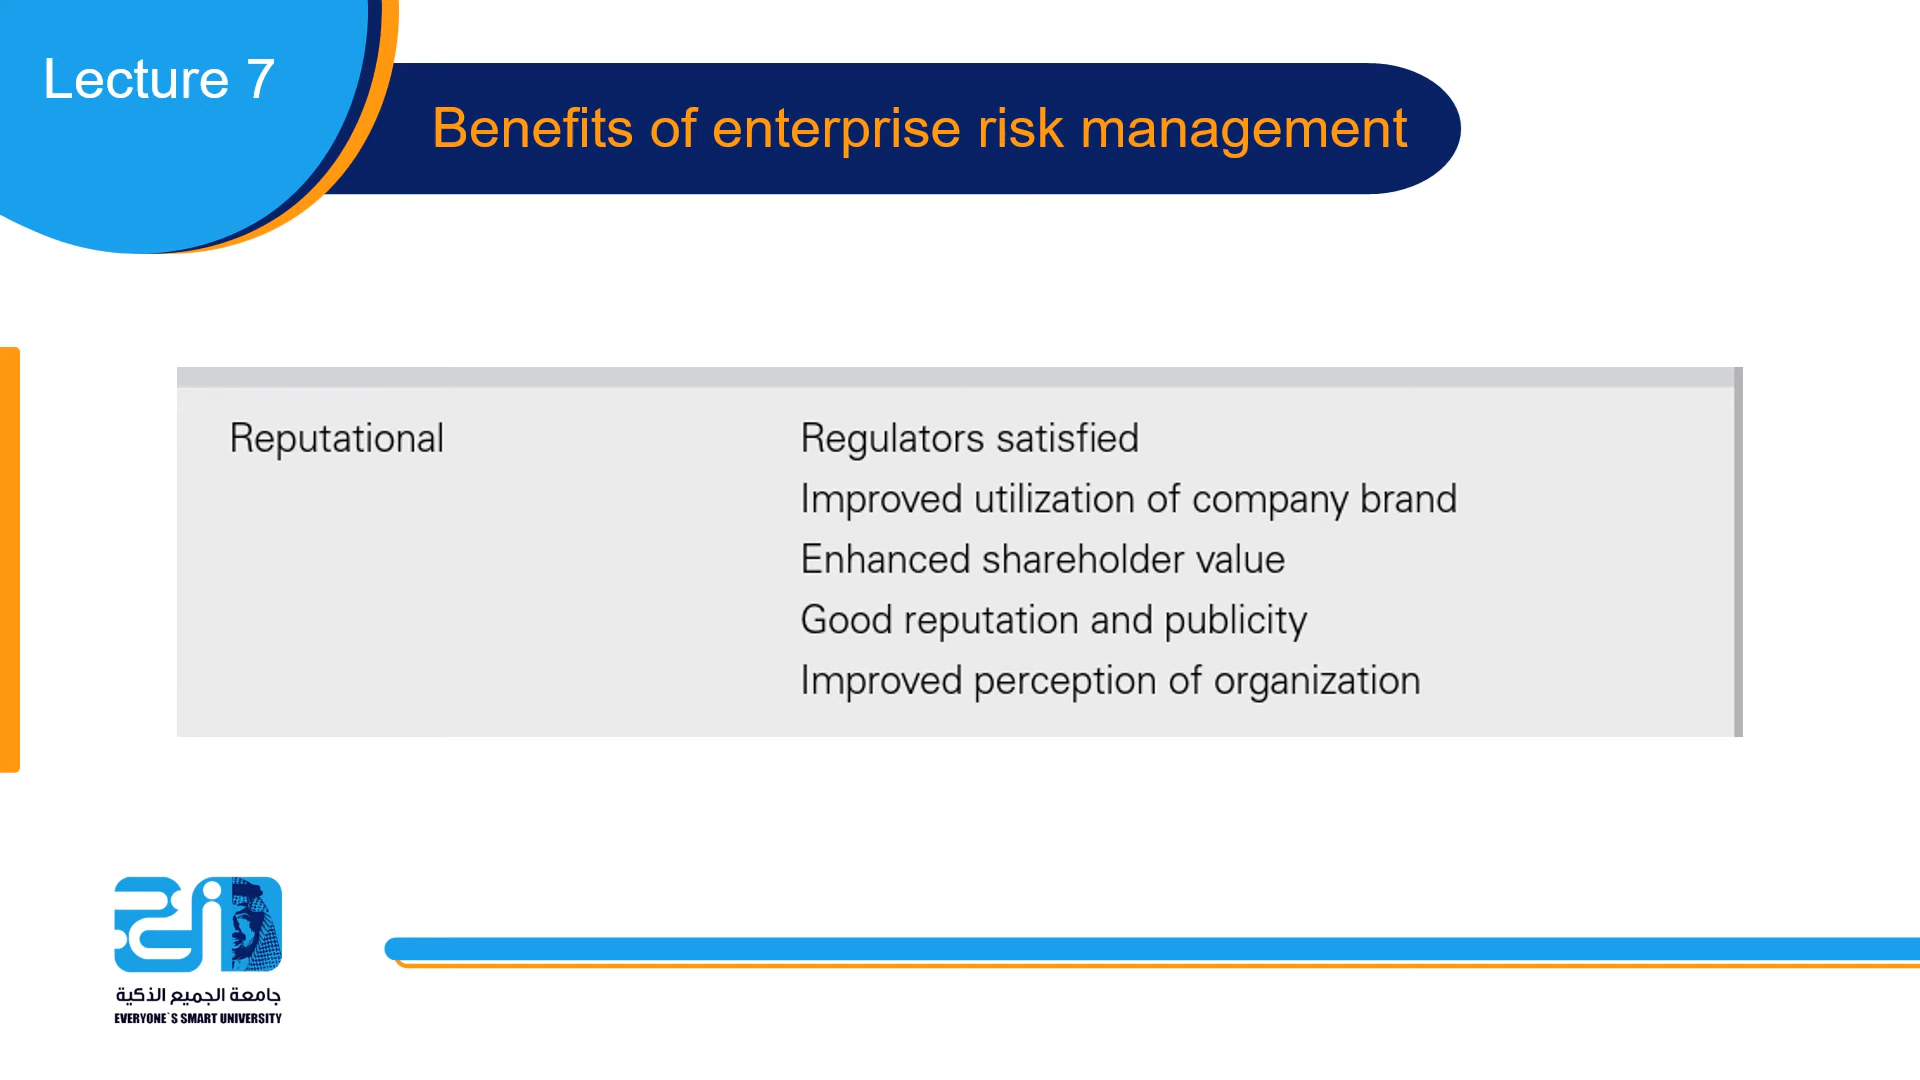 Lecture 7
Benefits of enterprise risk management
Reputational
Regulators satisfied
Improved utilization of company brand
Enhanced shareholder value
Good reputation and publicity
Improved perception of organization
جامعة الجميع الذكية
EVERYONE`S SMART UNIVERSITY